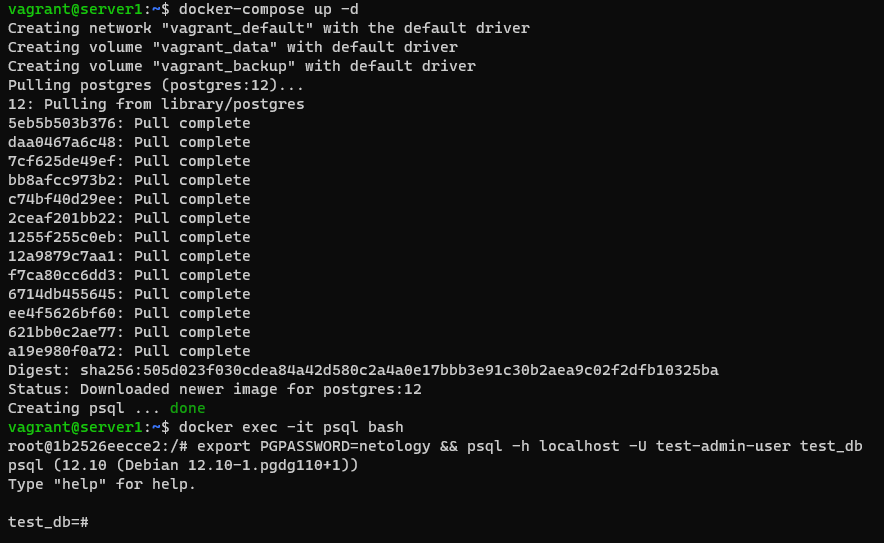 vagrant@server1:~$ docker-compose up -d
Creating network "vagrant_default" with the default driver
Creating volume "vagrant_data" with default driver
Creating volume "vagrant_backup" with default driver
Pulling postgres (postgres:12)...
12: Pulling from library/postgres
5eb5b503b376: Pull complete
daa0467a6c48: Pull complete
7cf625de49ef: Pull complete
bb8afcc973b2: Pull complete
c74bf40d29ee: Pull complete
2ceaf201bb22: Pull complete
1255f255c0eb: Pull complete
12a9879c7aa1: Pull complete
f7ca80cc6dd3: Pull complete
6714db455645: Pull complete
ee4f5626bf60: Pull complete
621bb0c2ae77: Pull complete
a19e980f0a72: Pull complete
Digest: sha256:505d023f030cdea84a42d580c2a4a0e17bbb3e91c30b2aea9c02f2dfb10325ba
Status: Downloaded newer image for postgres:12
Creating psql ... done
vagrant@server1:~$ docker exec -it psql bash
root@1b2526eecce2:/# export PGPASSWORD=netology && psql -h localhost -U test-admin-user test_db
psql (12.10 (Debian 12.10-1.pgdg110+1))
Type "help" for help.
test_db=#